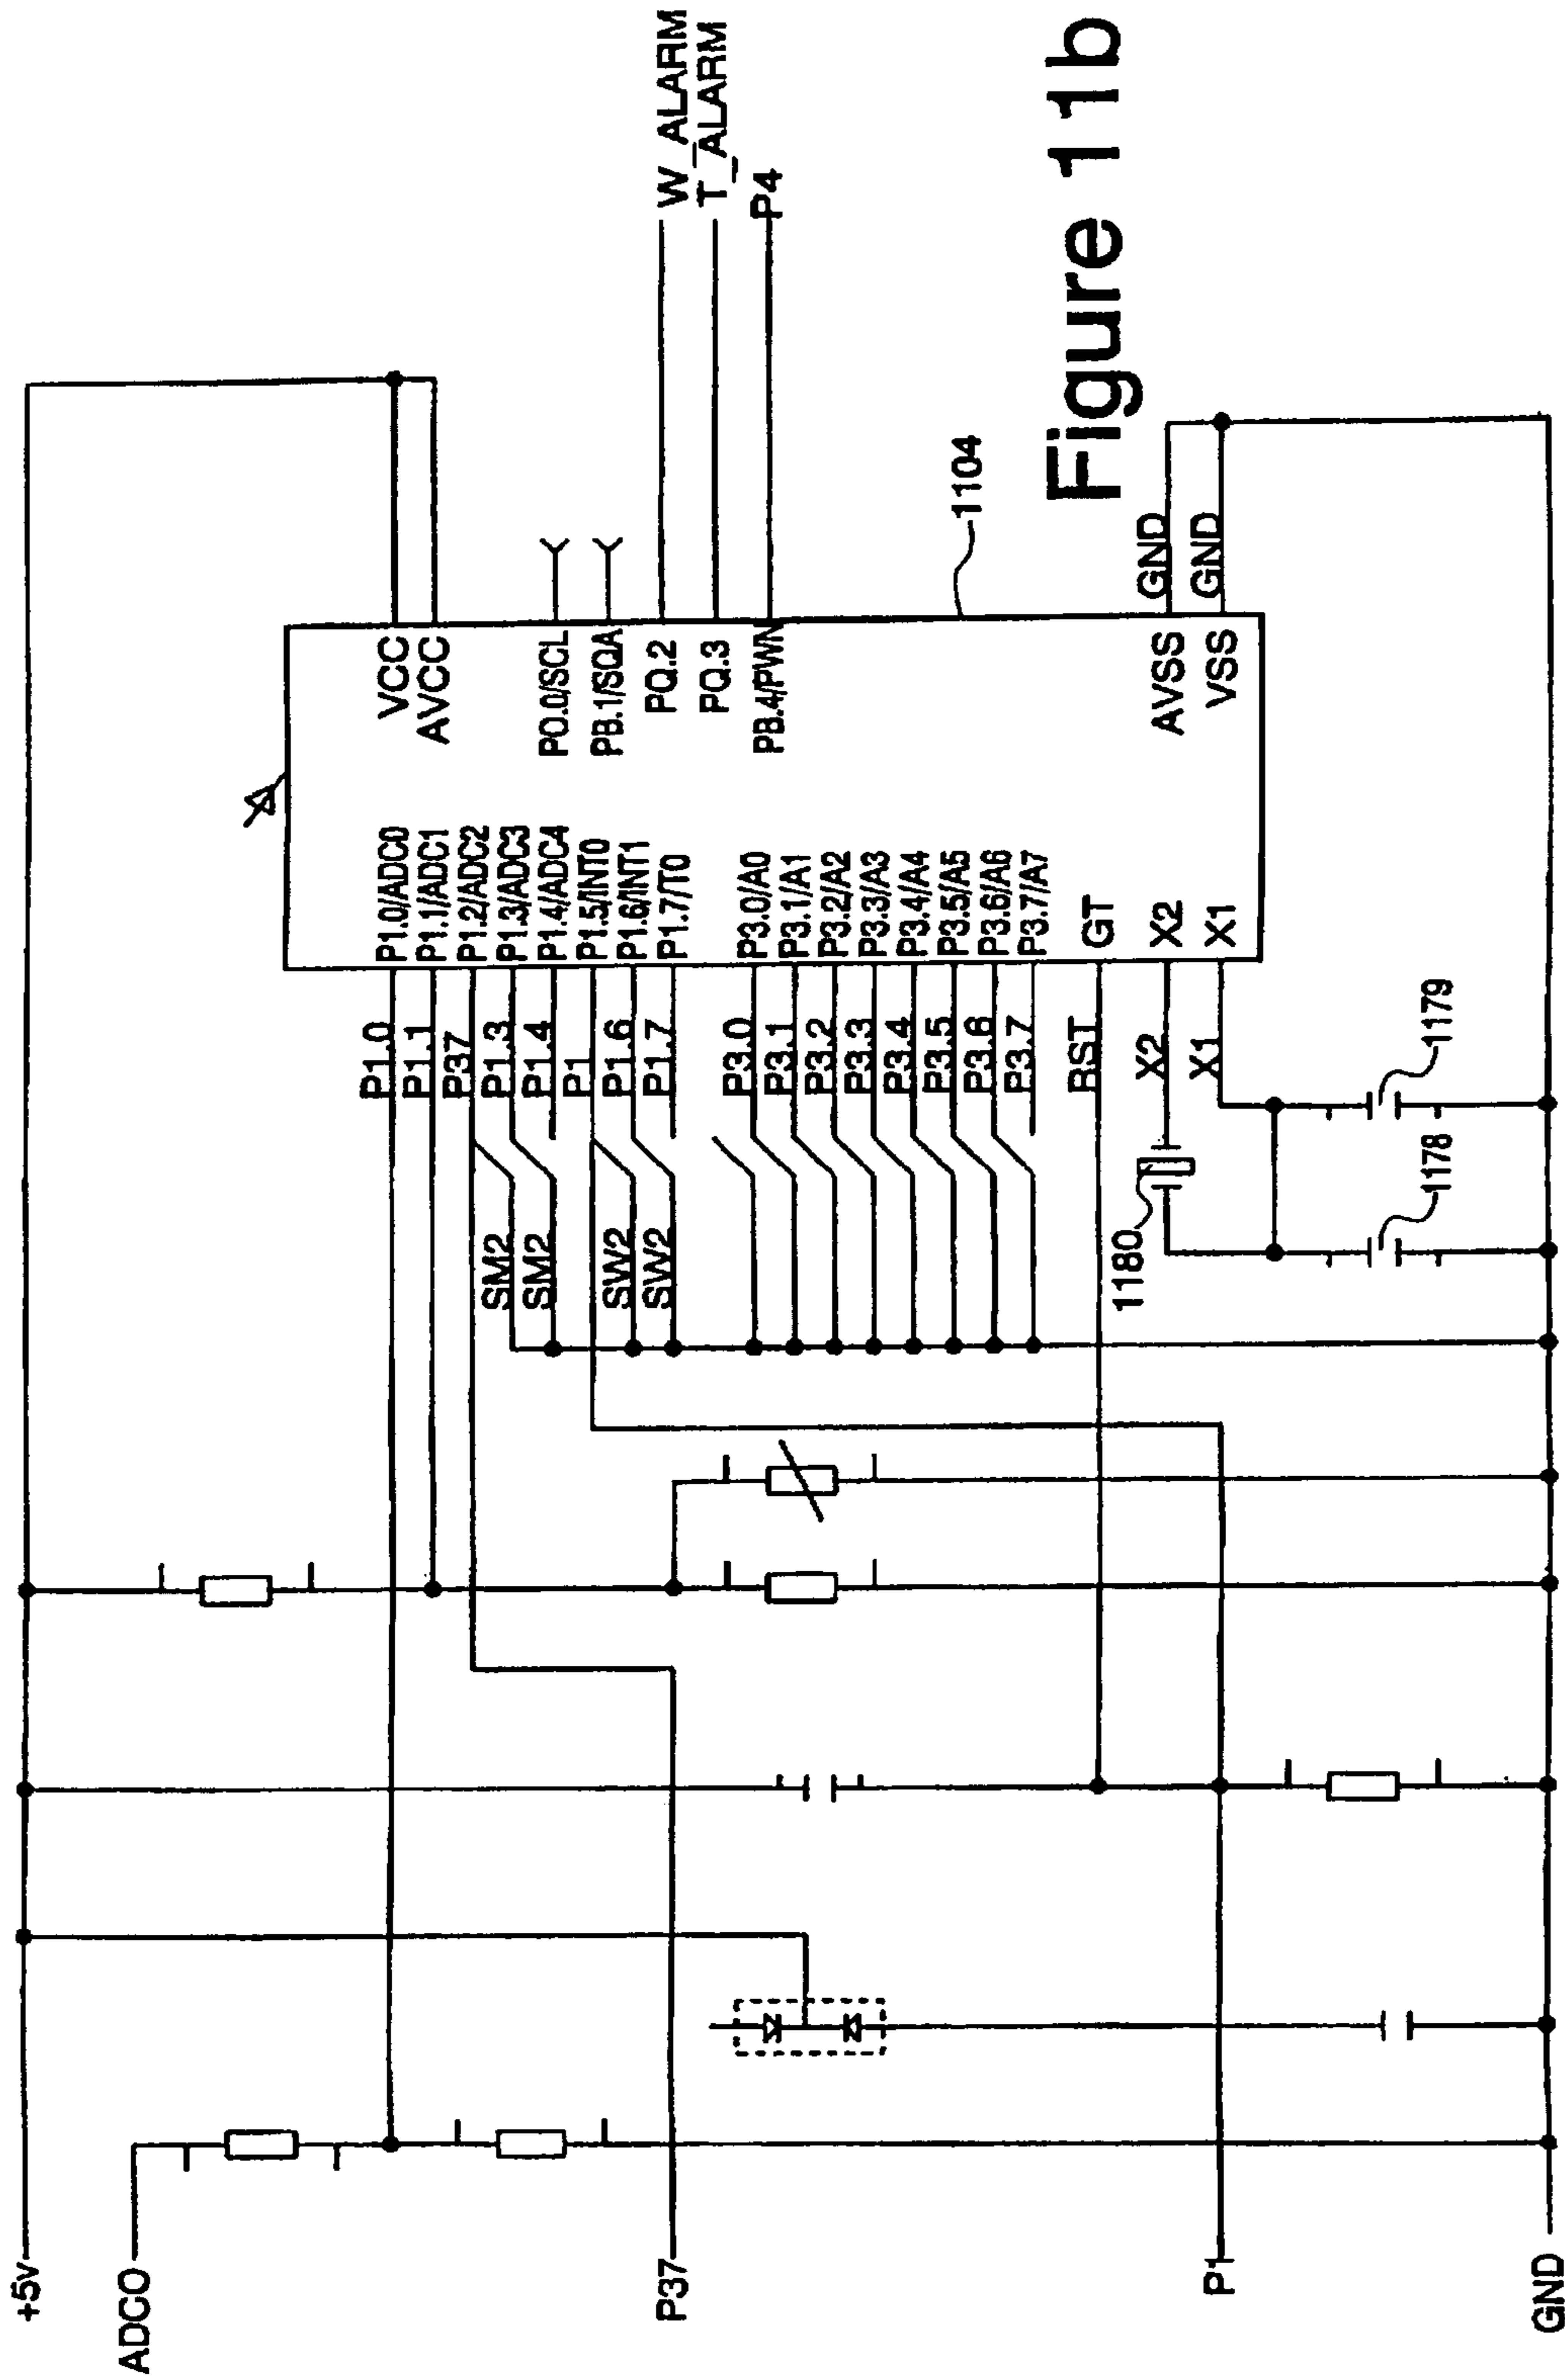 +5v
ADCO
P37
P1
GND
P1.0
P1.1
P37
P1.3
P1.4
P1
P1.6
P1.7
SM2
SM2
SW2
SW2
P3.0
P3.1
P3.2
P3.3
P3.4
P3.5
P3.6
P3.7
BST
X2
X1
1180
1178
1179
P1.0/ADC0
P1.1/ADC1
P1.2/ADC2
P1.3/ADC3
P1.4/ADC4
P1.5/INT0
P1.6/INT1
P1.7/T0
P3.0/A0
P3.1/A1
P3.2/A2
P3.3/A3
P3.4/A4
P3.5/A5
P3.6/A6
P3.7/A7
GT
X2
X1
VCC
AVCC
PO.0/SCL
PB.1/SQA
PQ.2
PQ.3
PB.4/PWN
AVSS
VSS
GND
GND
W_ALARM
T_ALARM
P4
1104
Figure 11b